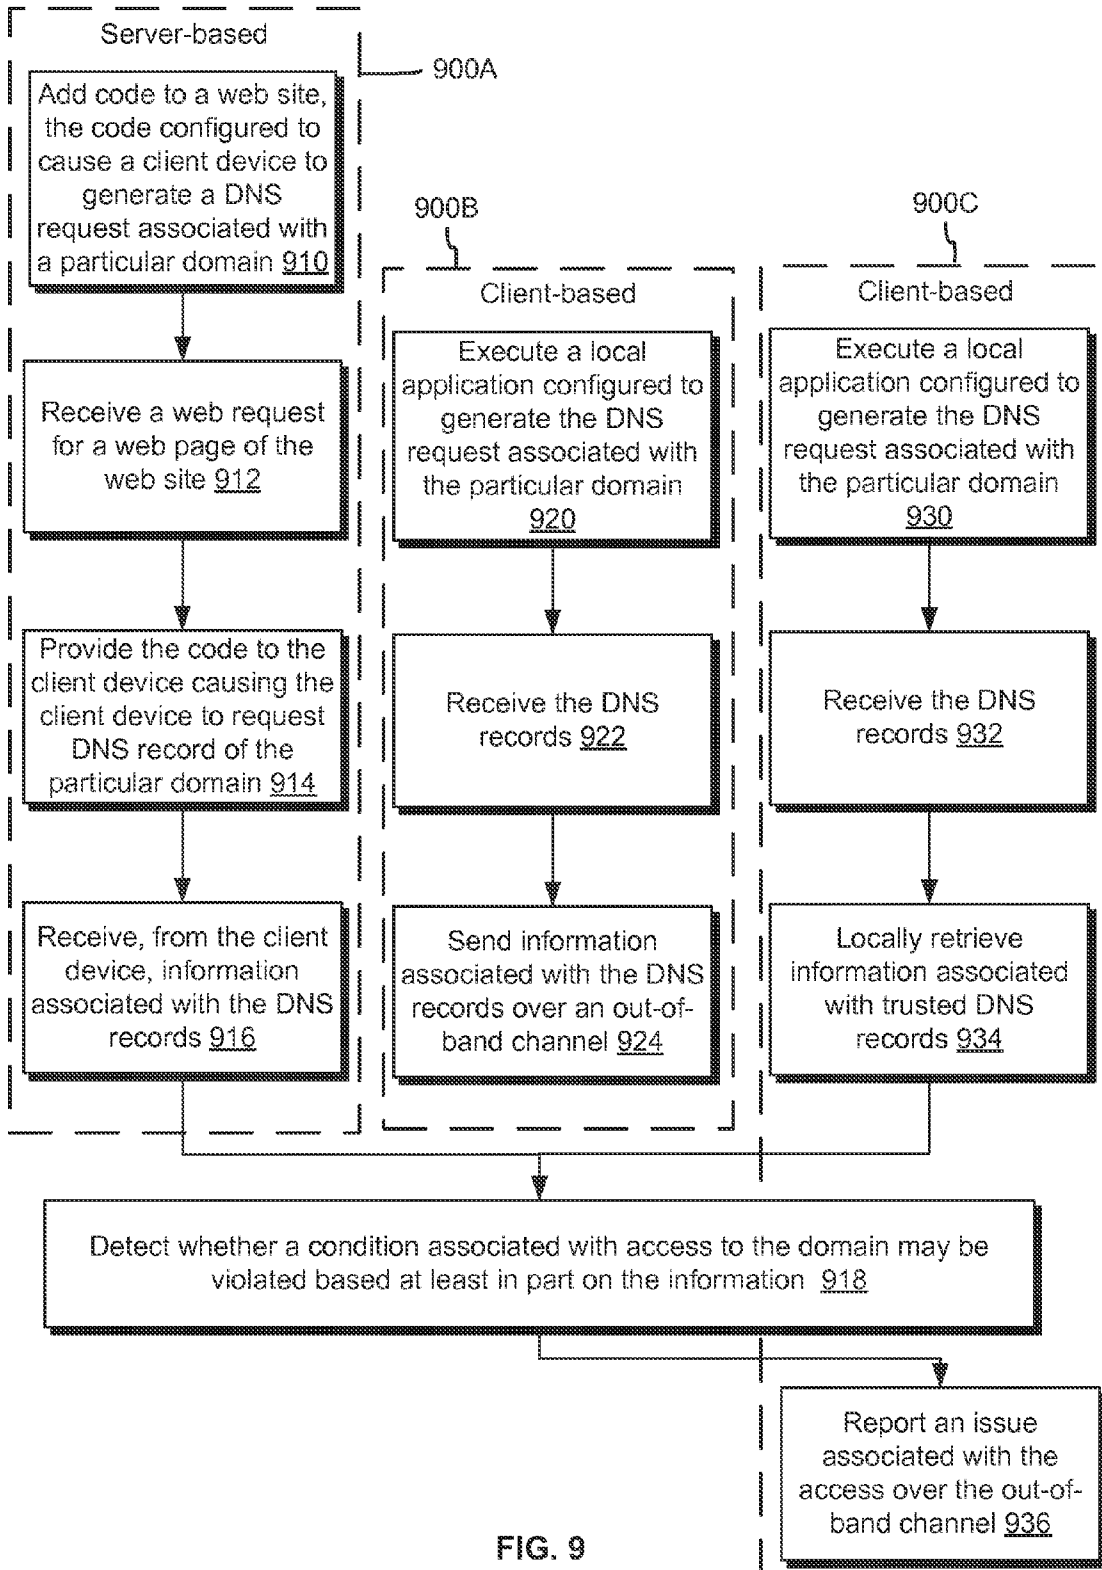 Server-based
900A
Add code to a web site,
the code configured to
cause a client device to
generate a DNS
request associated with
a particular domain 910
Receive a web request
for a web page of the
web site 912
Provide the code to the
client device causing the
client device to request
DNS record of the
particular domain 914
Receive, from the client
device, information
associated with the DNS
records 916
900B
Client-based
Execute a local
application configured to
generate the DNS
request associated with
the particular domain
920
Receive the DNS
records 922
Send information
associated with the DNS
records over an out-of-
band channel 924
900C
Client-based
Execute a local
application configured to
generate the DNS
request associated with
the particular domain
930
Receive the DNS
records 932
Locally retrieve
information associated
with trusted DNS
records 934
Detect whether a condition associated with access to the domain may be
violated based at least in part on the information 918
Report an issue
associated with the
access over the out-of-
band channel 936
FIG. 9